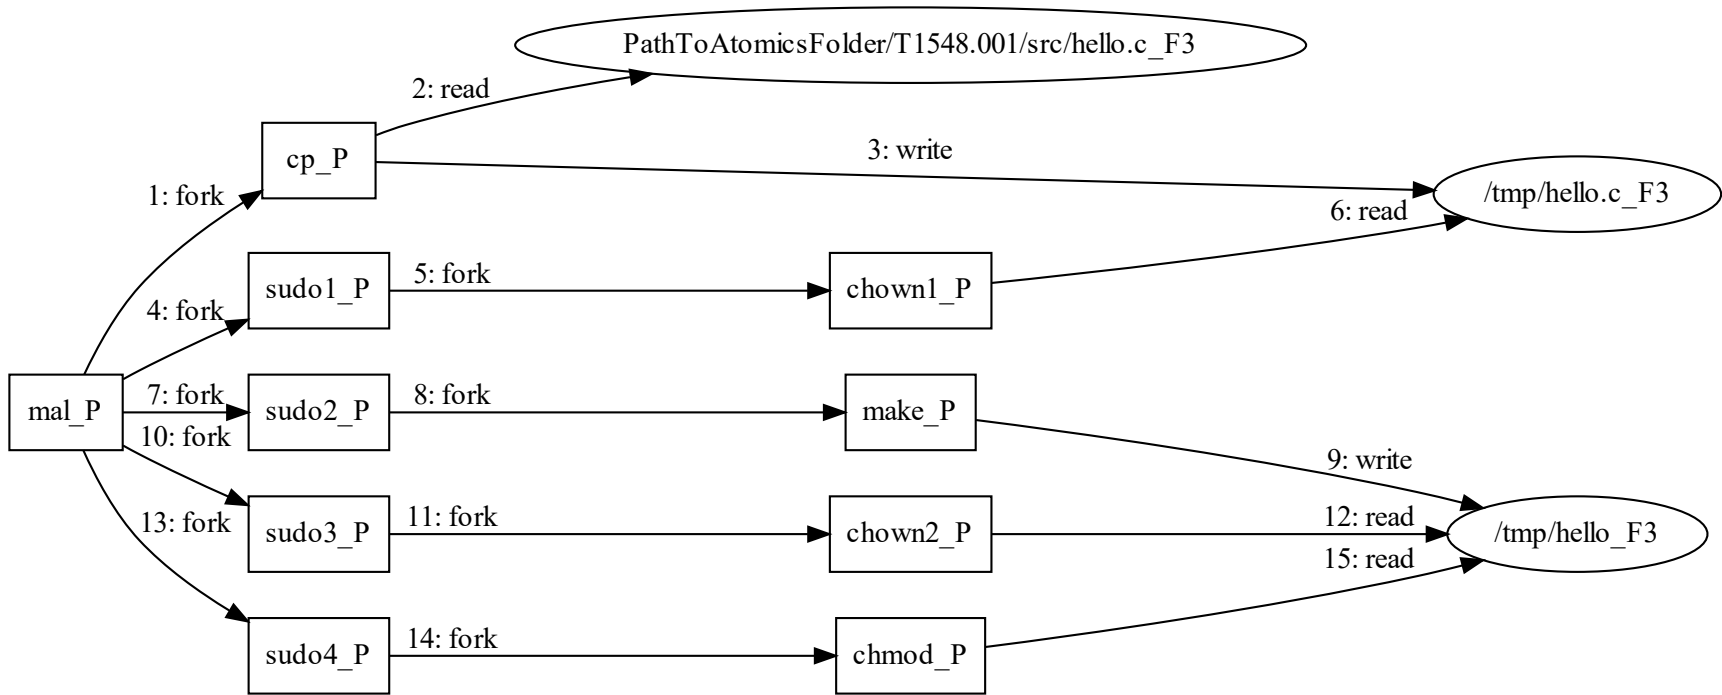 PathToAtomicsFolder/T1548.001/src/hello.c_F3
2: read
cp_P
3: write
1: fork
/tmp/hello.c_F3
6: read
sudo1_P
5: fork
chown1_P
4: fork
mal_P
7: fork
sudo2_P
8: fork
make_P
10: fork
9: write
13: fork
sudo3_P
11: fork
chown2_P
12: read
/tmp/hello_F3
15: read
sudo4_P
14: fork
chmod_P